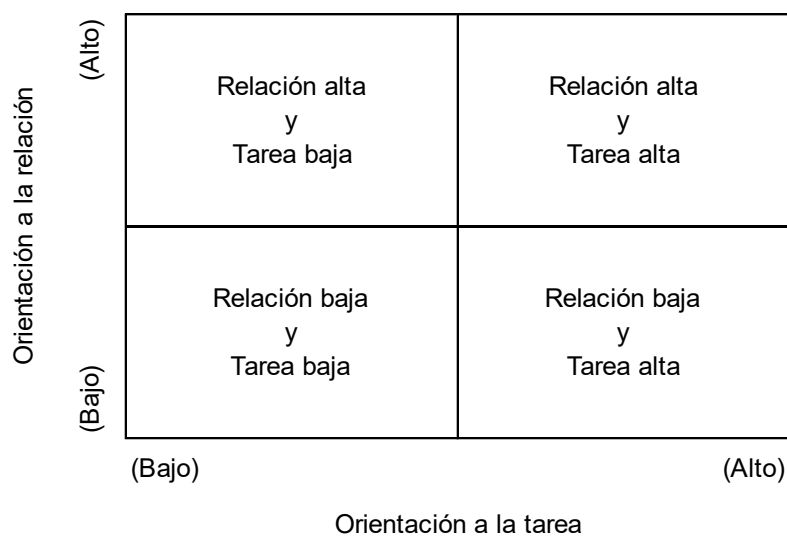 (Alto)
Orientación a la relación
(Bajo)
Relación alta
y
Tarea baja
Relación alta
y
Tarea alta
Relación baja
y
Tarea baja
Relación baja
y
Tarea alta
(Bajo)
(Alto)
Orientación a la tarea